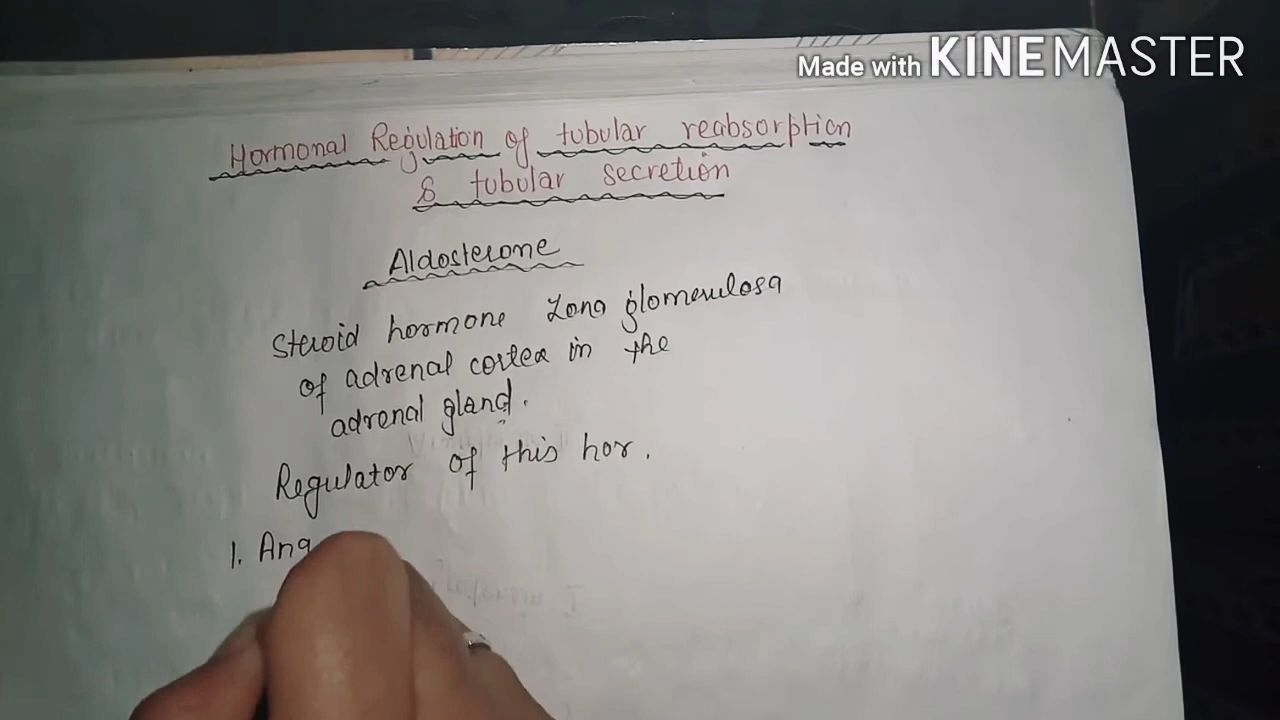 Made with KINEMASTER
Hormonal Regulation of tubular reabsorption
& tubular secretion
Aldosterone
Steroid hormone Zona glomerulosa
of adrenal cortex in the
adrenal gland.
Regulator of this hor.
1. Ang